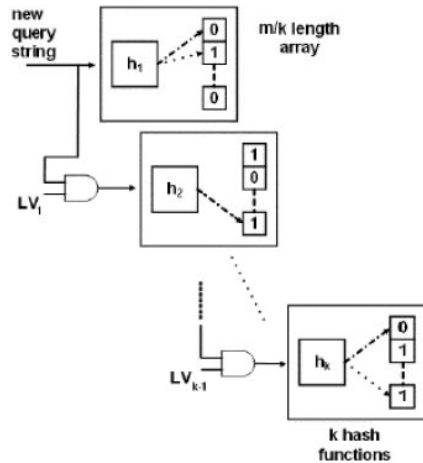 new
query
string
h1
0
1
0
m/k length
array
LV1
h2
1
0
1
LVk-1
hk
0
1
1
k hash
functions